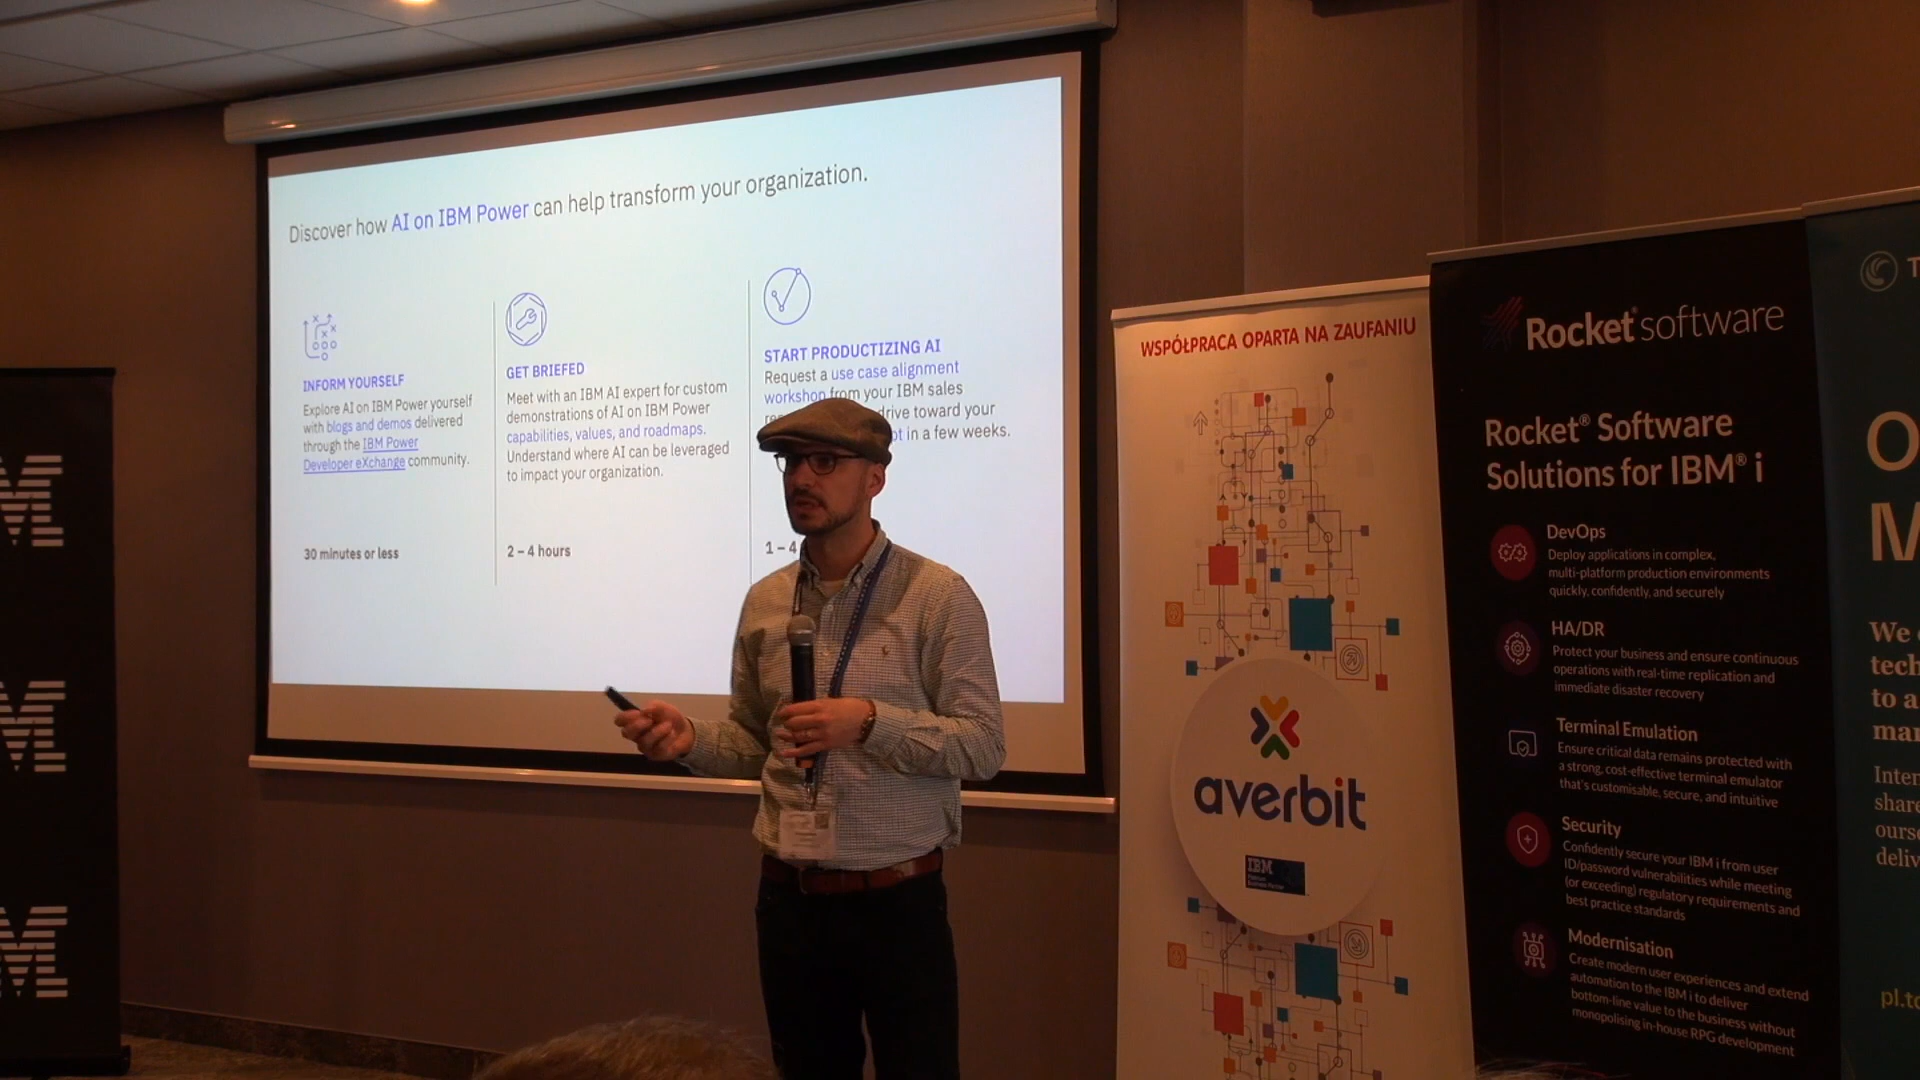 Discover how AI on IBM Power can help transform your organization.
INFORM YOURSELF
Explore AI on IBM Power yourself
with blogs and demos delivered
through the IBM Power
Developer eXchange community.
30 minutes or less
GET BRIEFED
Meet with an IBM AI expert for custom
demonstrations of AI on IBM Power
capabilities, values, and roadmaps.
Understand where AI can be leveraged
to impact your organization.
2 – 4 hours
START PRODUCTIZING AI
Request a use case alignment
workshop from your IBM sales
drive toward your
in a few weeks.
1 – 4
WSPÓŁPRACA OPARTA NA ZAUFANIU
averbit
IBM
Business Partner
Rocket® software
Rocket® Software
Solutions for IBM® i
DevOps
Deploy applications in complex,
multi-platform production environments
quickly, confidently, and securely
HA/DR
Protect your business and ensure continuous
operations with real-time replication and
immediate disaster recovery
Terminal Emulation
Ensure critical data remains protected with
a strong, cost-effective terminal emulator
that's customisable, secure, and intuitive
Security
Confidently secure your IBM i from user
ID/password vulnerabilities while meeting
(or exceeding) regulatory requirements and
best practice standards
Modernisation
Create modern user experiences and extend
automation to the IBM i to deliver
bottom-line value to the business without
monopolising in-house RPG development
We
to